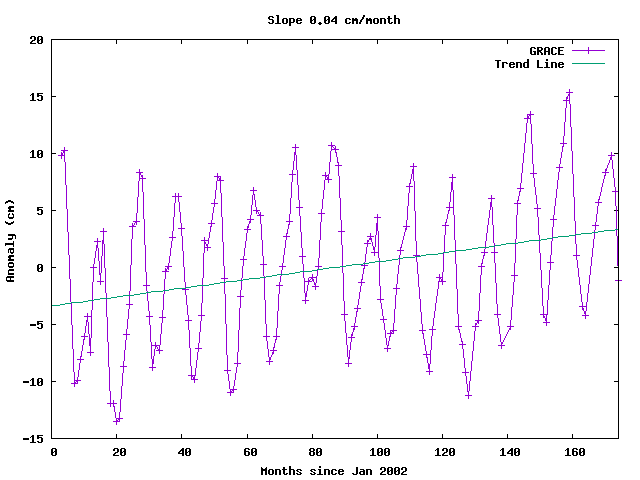 Slope 0.04 cm/month
GRACE
Trend Line
Anomaly (cm)
20
15
10
5
0
-5
-10
-15
0 20 40 60 80 100 120 140 160
Months since Jan 2002